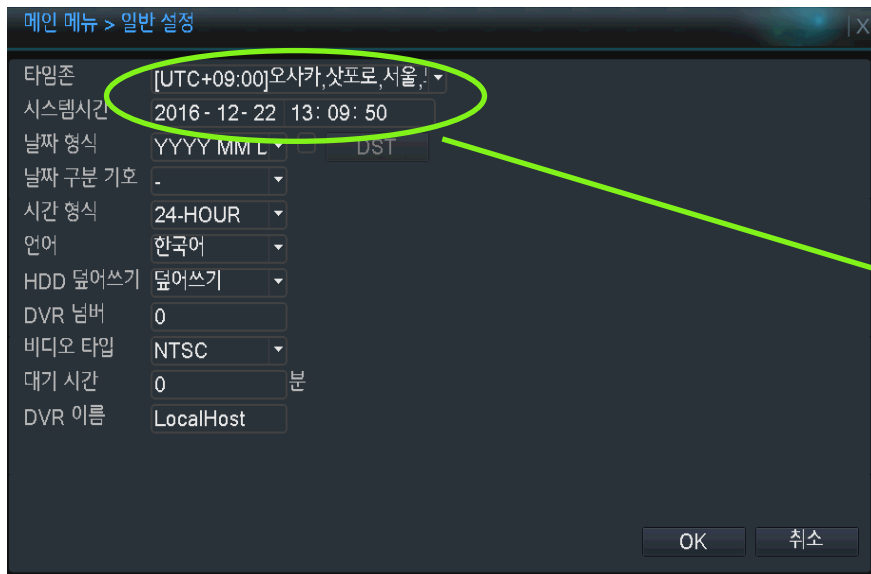 메인 메뉴 > 일반 설정 X
타임존 [UTC+09:00]오사카,삿포로,서울,
시스템시간 2016 - 12 - 22 13: 09: 50
날짜 형식 YYYY MM D DST
날짜 구분 기호 -
시간 형식 24-HOUR
언어 한국어
HDD 덮어쓰기 덮어쓰기
DVR 넘버 0
비디오 타입 NTSC
대기 시간 0 분
DVR 이름 LocalHost
OK 취소